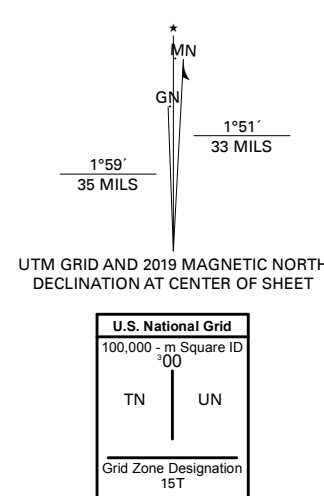 ★
MN
GN
1°51´
33 MILS
1°59´
35 MILS
UTM GRID AND 2019 MAGNETIC NORTH
DECLINATION AT CENTER OF SHEET
U.S. National Grid
100,000 - m Square ID
³00
TN UN
Grid Zone Designation
15T